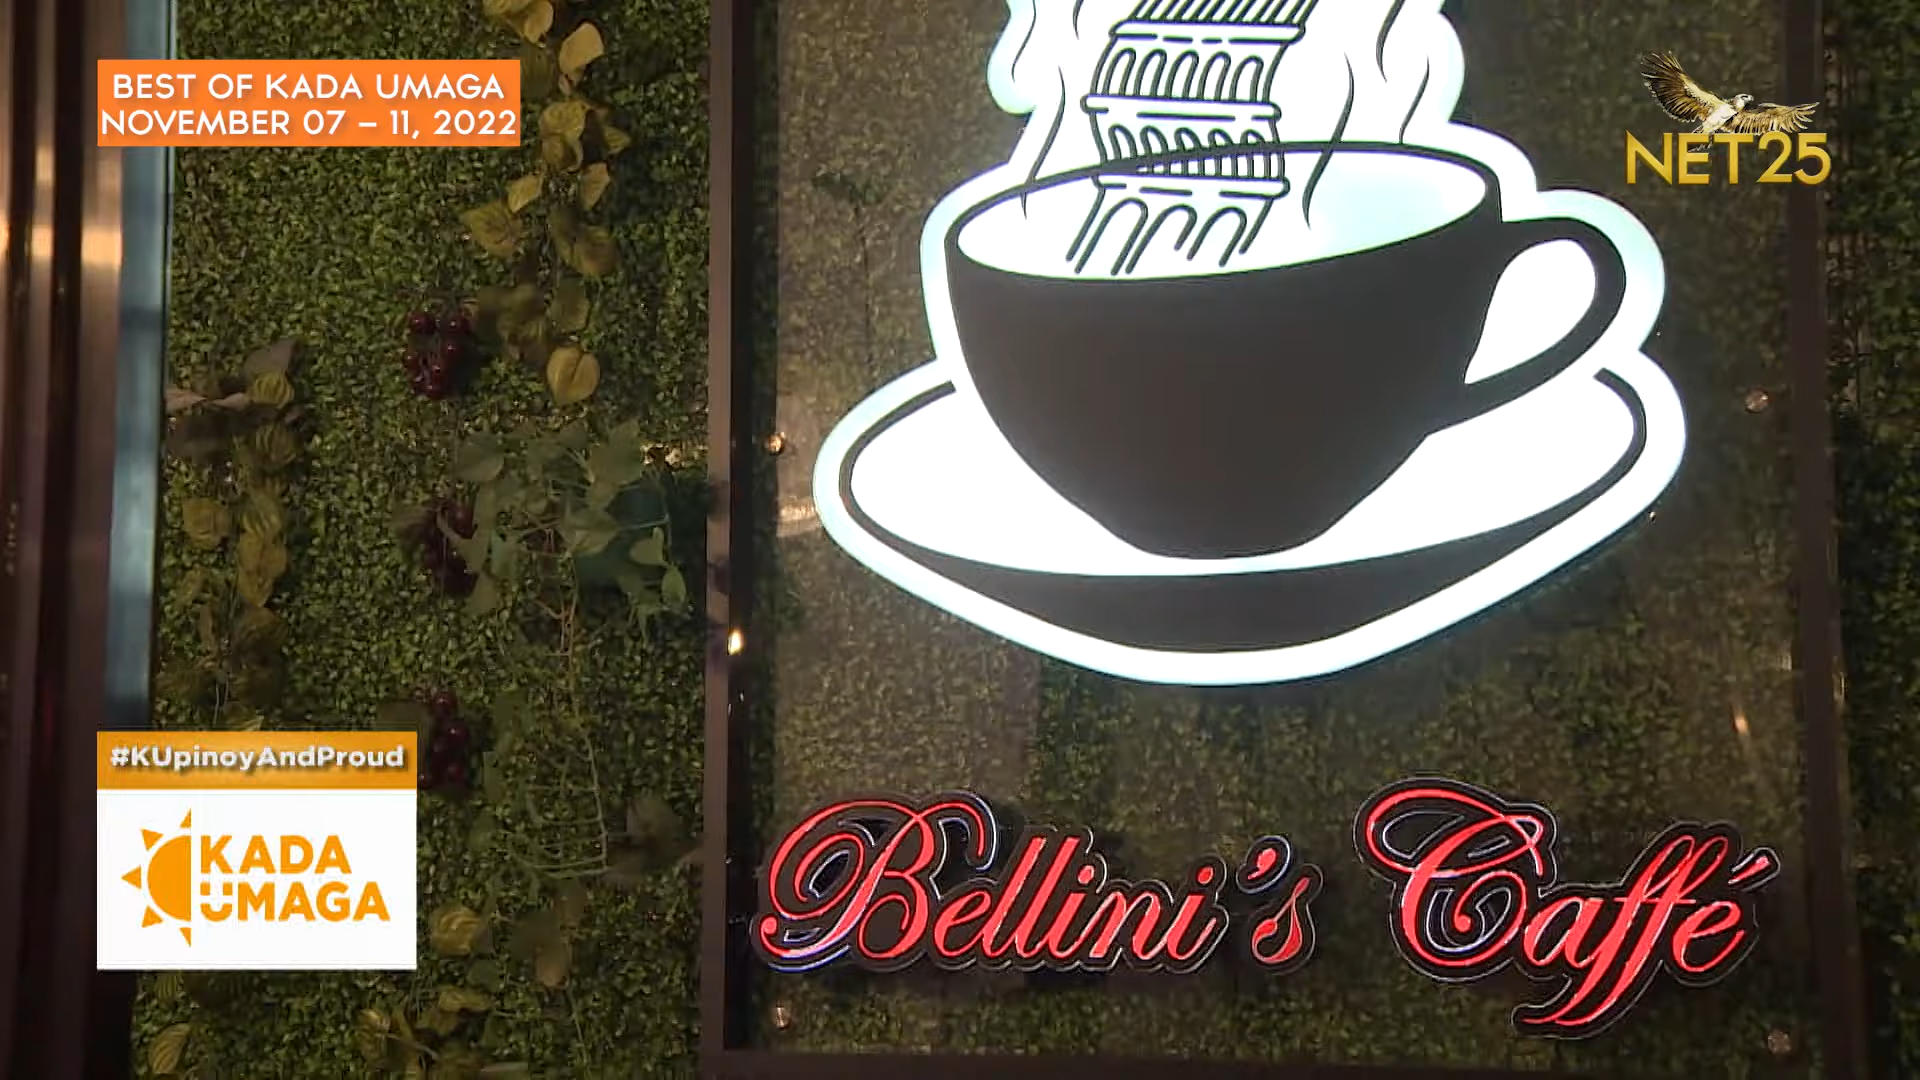 BEST OF KADA UMAGA
NOVEMBER 07 – 11, 2022
NET25
#KUpinoyAndProud
KADA
UMAGA
Bellini's Caffé